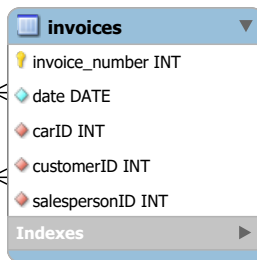 invoices
invoice_number INT
date DATE
carID INT
customerID INT
salespersonID INT
Indexes